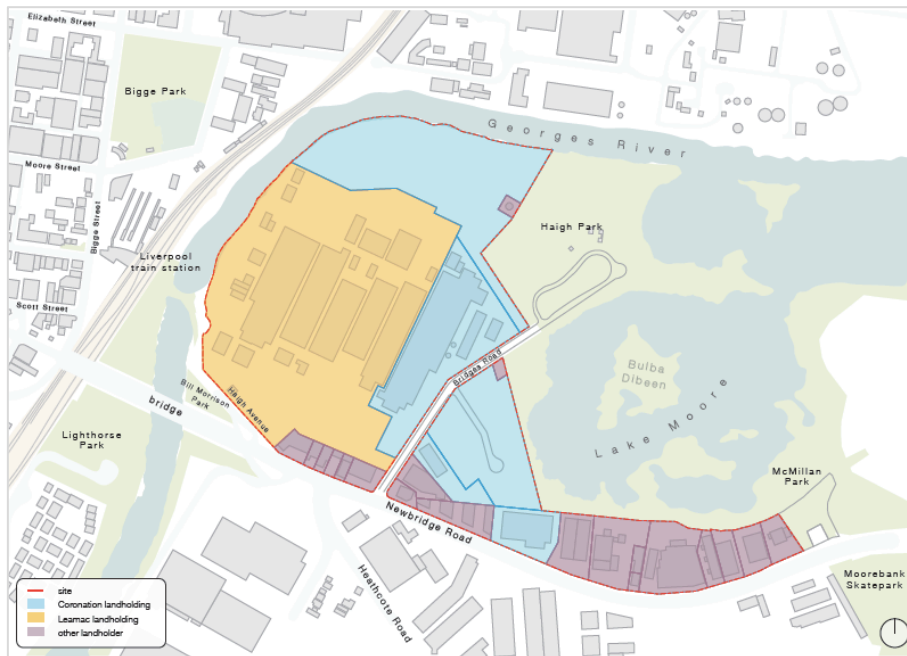 Elizabeth Street
Bigge Park
Georges River
Moore Street
Bigge Street
Haigh Park
Liverpool
train station
Scott Street
Bridges Road
Bulba
Dibeen
Bill Morrison
Park
Haigh Avenue
bridge
Lake Moore
Lighthorse
Park
McMillan
Park
Newbridge Road
Heathcote Road
Moorebank
Skatepark
site
Coronation landholding
Leamac landholding
other landholder